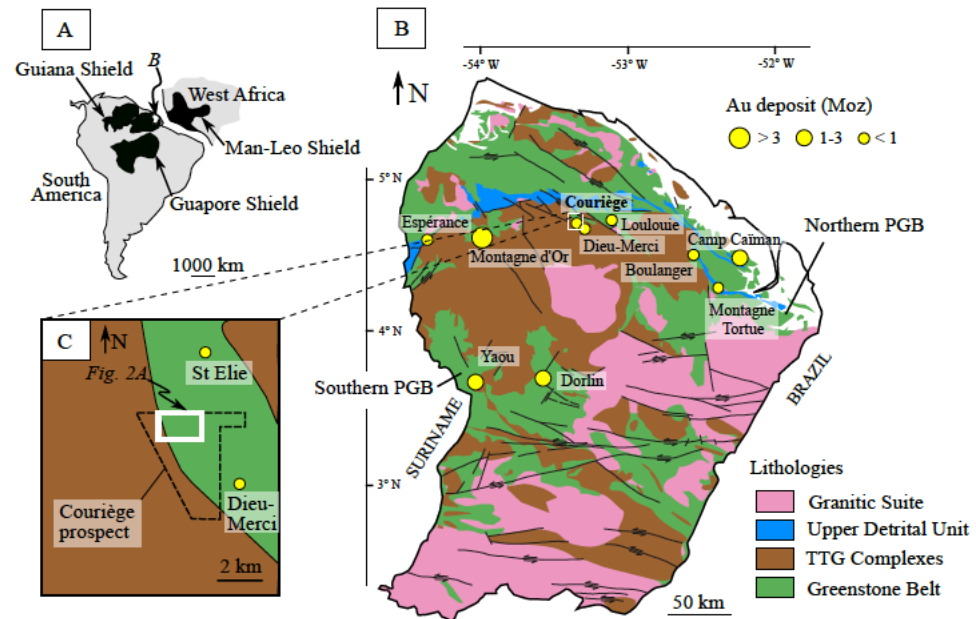 A
Guiana Shield
B
West Africa
Man-Leo Shield
South
America
Guapore Shield
1000 km
B
-54° W
-53° W
-52° W
N
Au deposit (Moz)
> 3
1-3
< 1
5°N
4° N
3° N
Couriège
Espérance
Montagne d'Or
Loulouie
Dieu-Merci
Camp Caïman
Boulanger
Montagne
Tortue
Northern PGB
Yaou
Dorlin
Southern PGB
SURINAME
BRAZIL
Lithologies
Granitic Suite
Upper Detrital Unit
TTG Complexes
Greenstone Belt
50 km
C
N
Fig. 2A
St Elie
Couriège
prospect
Dieu-
Merci
2 km